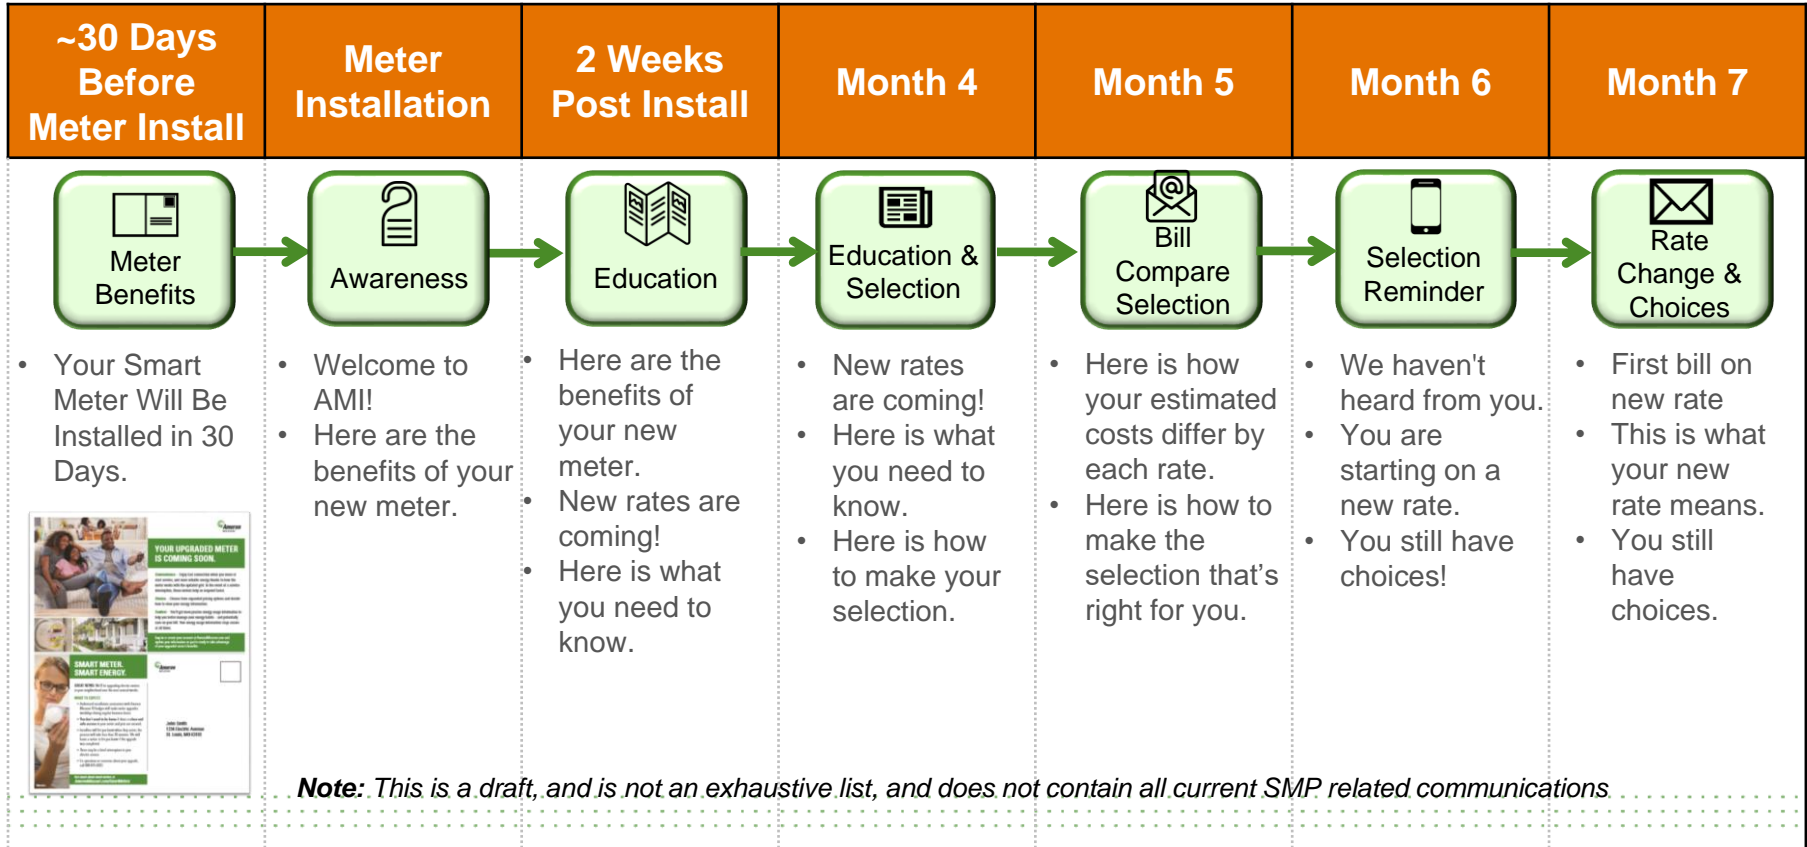 ~30 Days
Before
Meter Install
Meter
Installation
2 Weeks
Post Install
Month 4
Month 5
Month 6
Month 7
Meter
Benefits
Awareness
Education
Education &
Selection
Bill
Compare
Selection
Selection
Reminder
Rate
Change &
Choices
• Your Smart
Meter Will Be
Installed in 30
Days.
• Welcome to
AMI!
• Here are the
benefits of your
new meter.
• Here are the
benefits of
your new
meter.
• New rates are
coming!
• Here is what
you need to
know.
• New rates
are coming!
• Here is what
you need to
know.
• Here is how
to make your
selection.
• Here is how
your estimated
costs differ by
each rate.
• Here is how to
make the
selection that’s
right for you.
• We haven't
heard from you.
• You are
starting on a
new rate.
• You still have
choices!
• First bill on
new rate
• This is what
your new
rate means.
• You still
have
choices.
Ameren
YOUR UPGRADED METER
IS COMING SOON.
SMART METER.
SMART ENERGY.
Ameren
John Smith
Note: This is a draft, and is not an exhaustive list, and does not contain all current SMP related communications